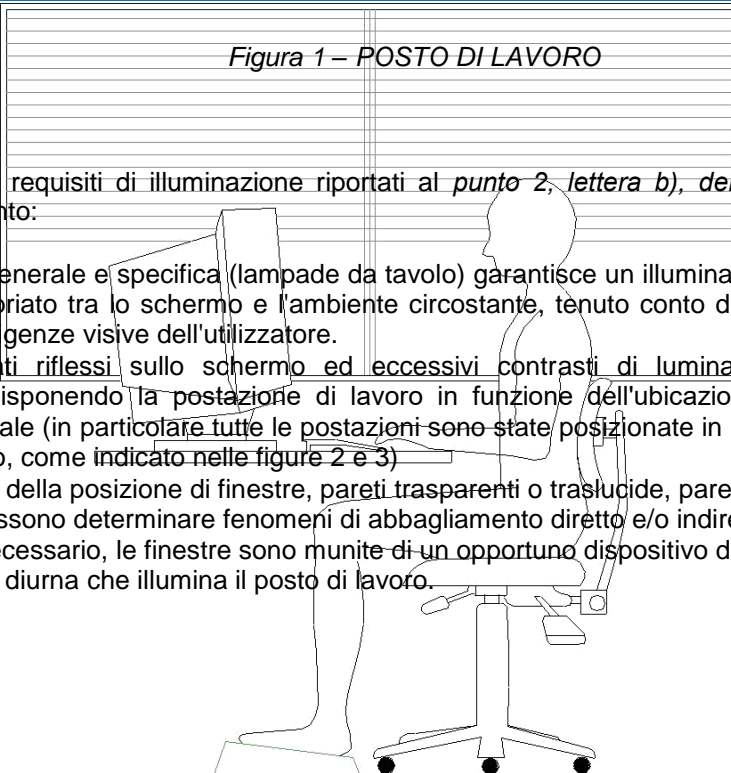 Figura 1 – POSTO DI LAVORO
requisiti di illuminazione riportati al punto 2, lettera b), del
nto:
enerale e specifica (lampade da tavolo) garantisce un illumina
riato tra lo schermo e l'ambiente circostante, tenuto conto d
genze visive dell'utilizzatore.
ati riflessi sullo schermo ed eccessivi contrasti di lumina
isponendo la postazione di lavoro in funzione dell'ubicazio
ale (in particolare tutte le postazioni sono state posizionate in
o, come indicato nelle figure 2 e 3)
della posizione di finestre, pareti trasparenti o traslucide, pare
ssono determinare fenomeni di abbagliamento diretto e/o indire
ecessario, le finestre sono munite di un opportuno dispositivo d
diurna che illumina il posto di lavoro.